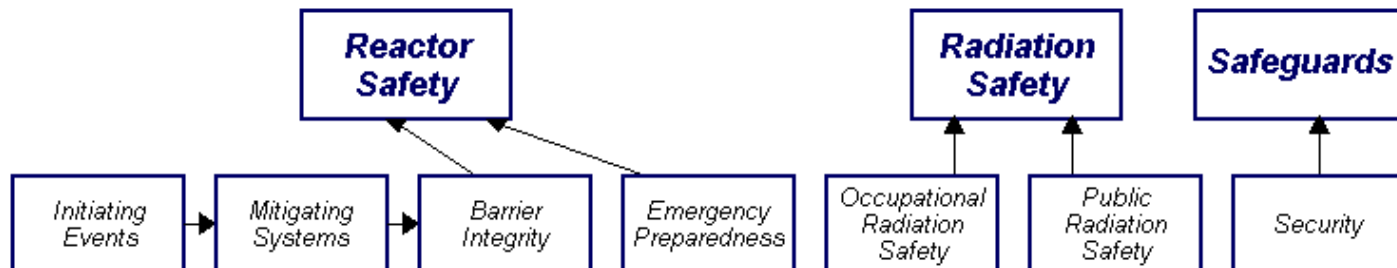 Reactor
Safety
Radiation
Safety
Safeguards
Initiating
Events
Mitigating
Systems
Barrier
Integrity
Emergency
Preparedness
Occupational
Radiation
Safety
Public
Radiation
Safety
Security